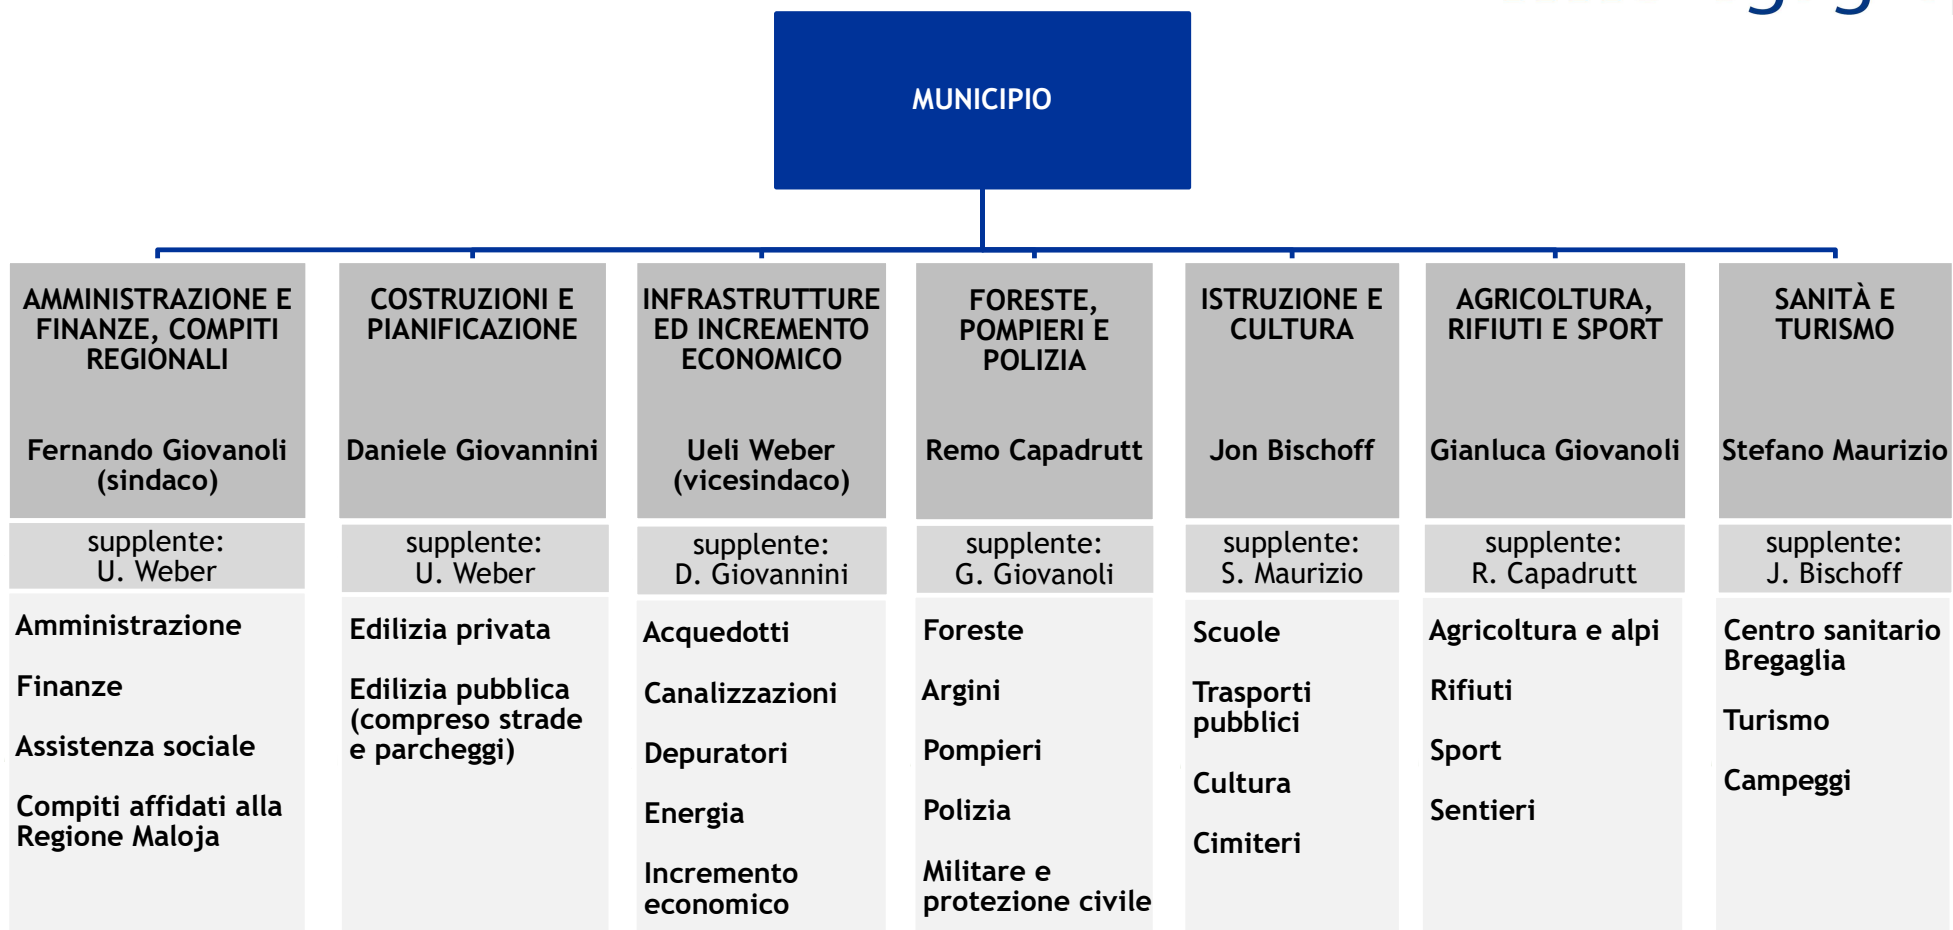 MUNICIPIO
AMMINISTRAZIONE E
FINANZE, COMPITI
REGIONALI
Fernando Giovanoli
(sindaco)
supplente:
U. Weber
Amministrazione
Finanze
Assistenza sociale
Compiti affidati alla
Regione Maloja
COSTRUZIONI E
PIANIFICAZIONE
Daniele Giovannini
supplente:
U. Weber
Edilizia privata
Edilizia pubblica
(compreso strade
e parcheggi)
INFRASTRUTTURE
ED INCREMENTO
ECONOMICO
Ueli Weber
(vicesindaco)
supplente:
D. Giovannini
Acquedotti
Canalizzazioni
Depuratori
Energia
Incremento
economico
FORESTE,
POMPIERI E
POLIZIA
Remo Capadrutt
supplente:
G. Giovanoli
Foreste
Argini
Pompieri
Polizia
Militare e
protezione civile
ISTRUZIONE E
CULTURA
Jon Bischoff
supplente:
S. Maurizio
Scuole
Trasporti
pubblici
Cultura
Cimiteri
AGRICOLTURA,
RIFIUTI E SPORT
Gianluca Giovanoli
supplente:
R. Capadrutt
Agricoltura e alpi
Rifiuti
Sport
Sentieri
SANITÀ E
TURISMO
Stefano Maurizio
supplente:
J. Bischoff
Centro sanitario
Bregaglia
Turismo
Campeggi